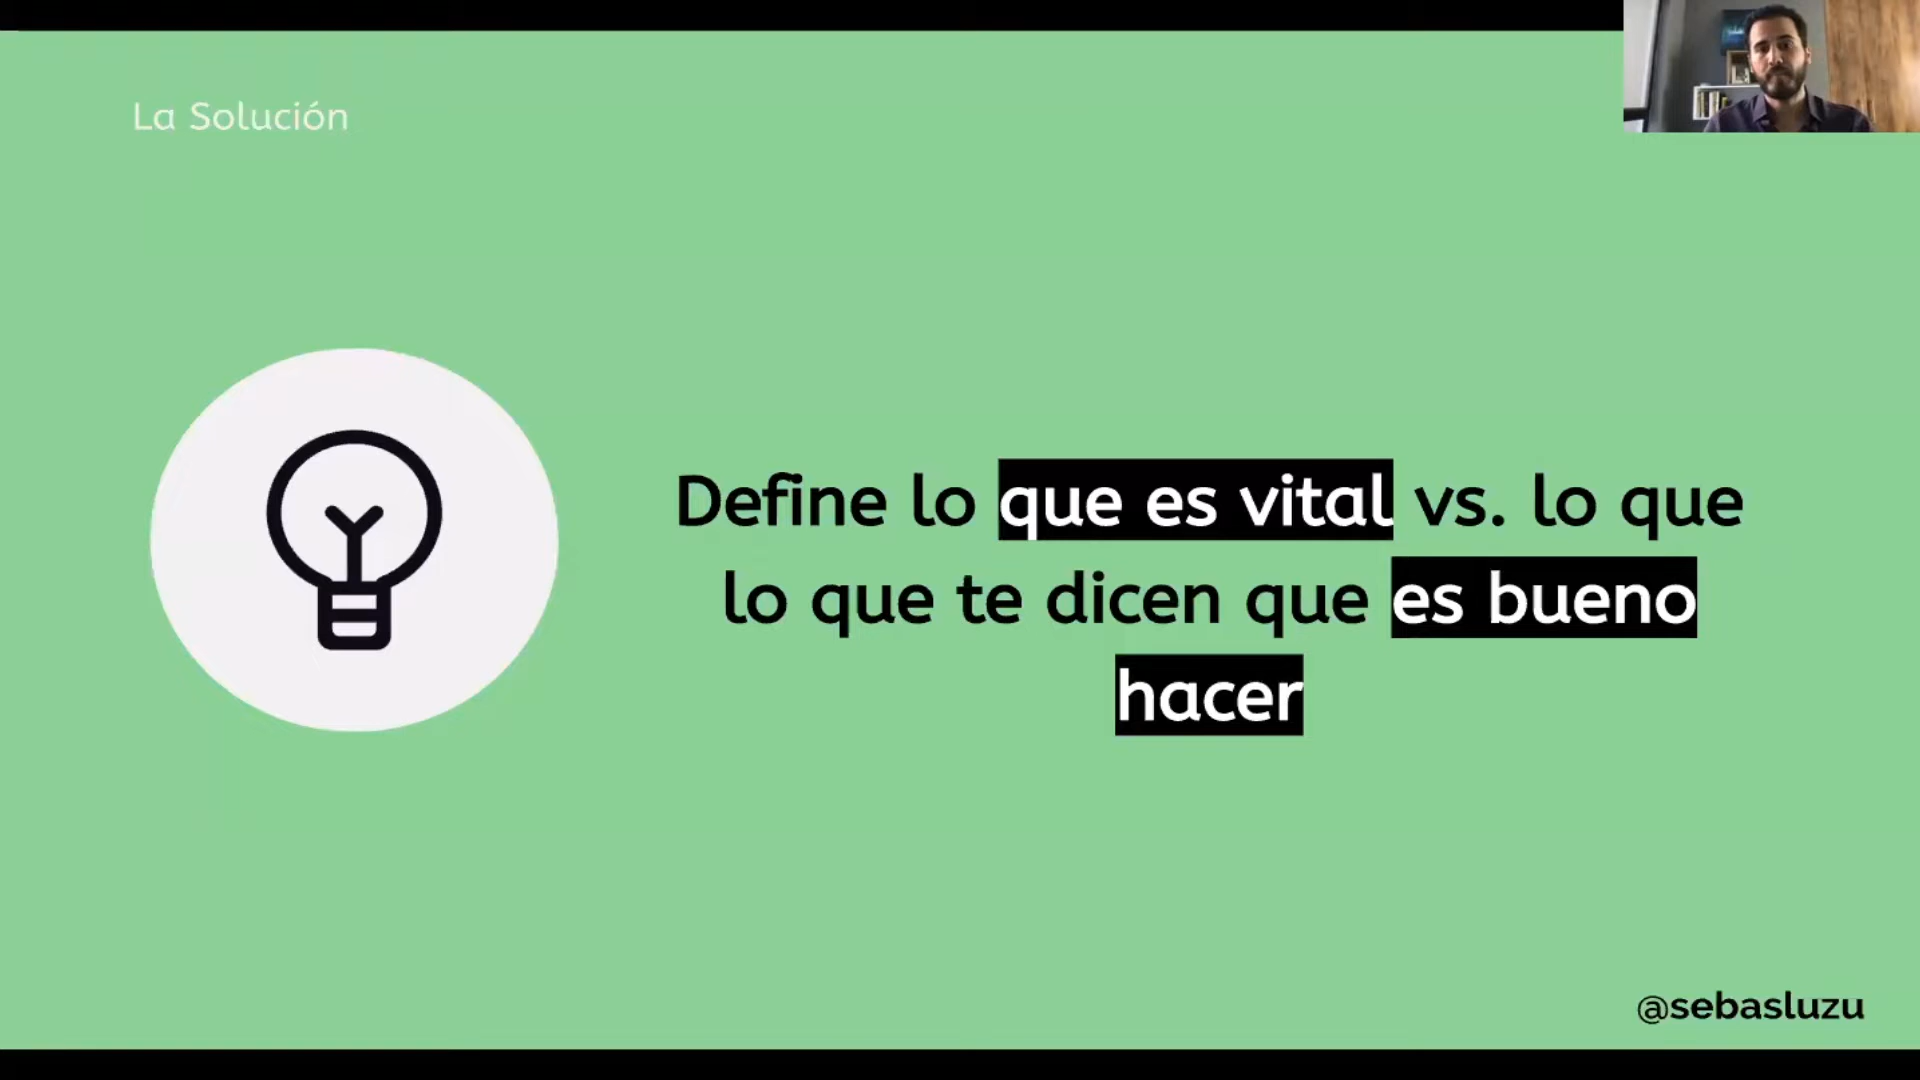 La Solución
Define lo que es vital vs. lo que
lo que te dicen que es bueno
hacer
@sebasluzu